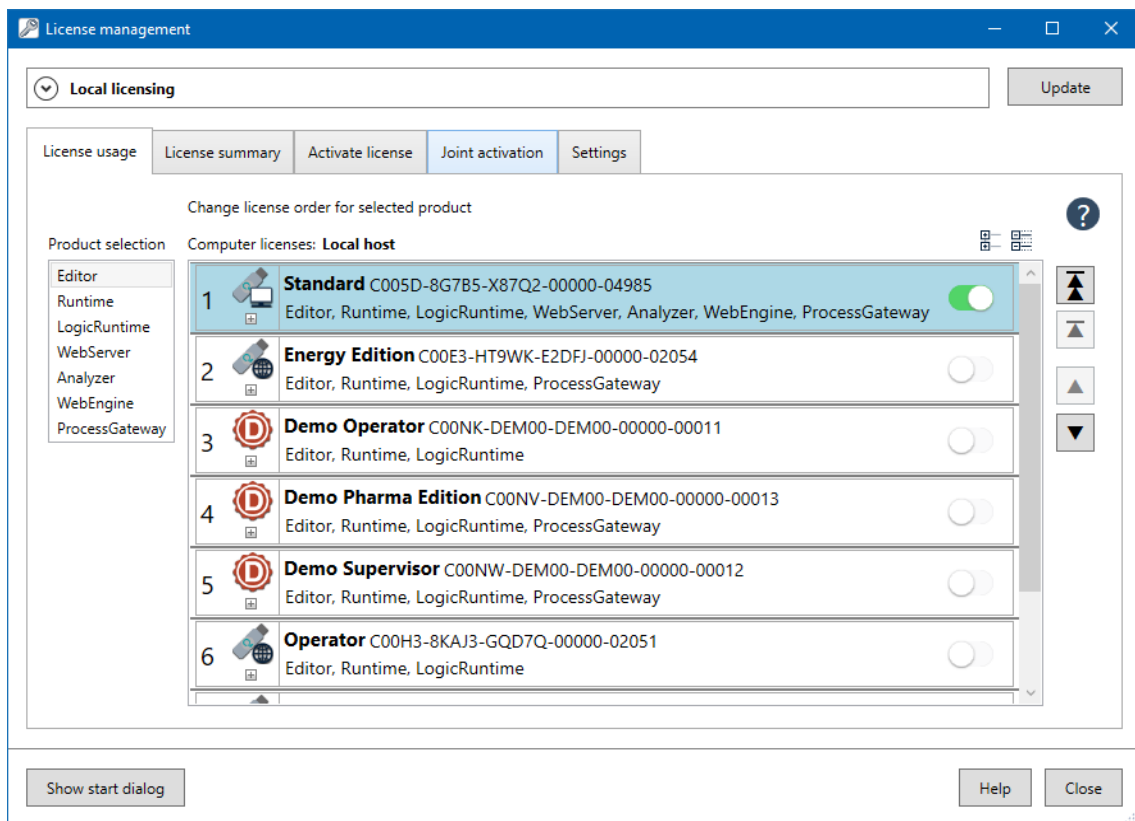 License management
Local licensing
Update
License usage
License summary
Activate license
Joint activation
Settings
Change license order for selected product
?
Product selection
Computer licenses: Local host
Editor
Runtime
LogicRuntime
WebServer
Analyzer
WebEngine
ProcessGateway
1
Standard C005D-8G7B5-X87Q2-00000-04985
Editor, Runtime, LogicRuntime, WebServer, Analyzer, WebEngine, ProcessGateway
2
Energy Edition C00E3-HT9WK-E2DFJ-00000-02054
Editor, Runtime, LogicRuntime, ProcessGateway
3
D
Demo Operator C00NK-DEM00-DEM00-00000-00011
Editor, Runtime, LogicRuntime
4
D
Demo Pharma Edition C00NV-DEM00-DEM00-00000-00013
Editor, Runtime, LogicRuntime, ProcessGateway
5
D
Demo Supervisor C00NW-DEM00-DEM00-00000-00012
Editor, Runtime, LogicRuntime, ProcessGateway
6
Operator C00H3-8KAJ3-GQD7Q-00000-02051
Editor, Runtime, LogicRuntime
Show start dialog
Help
Close